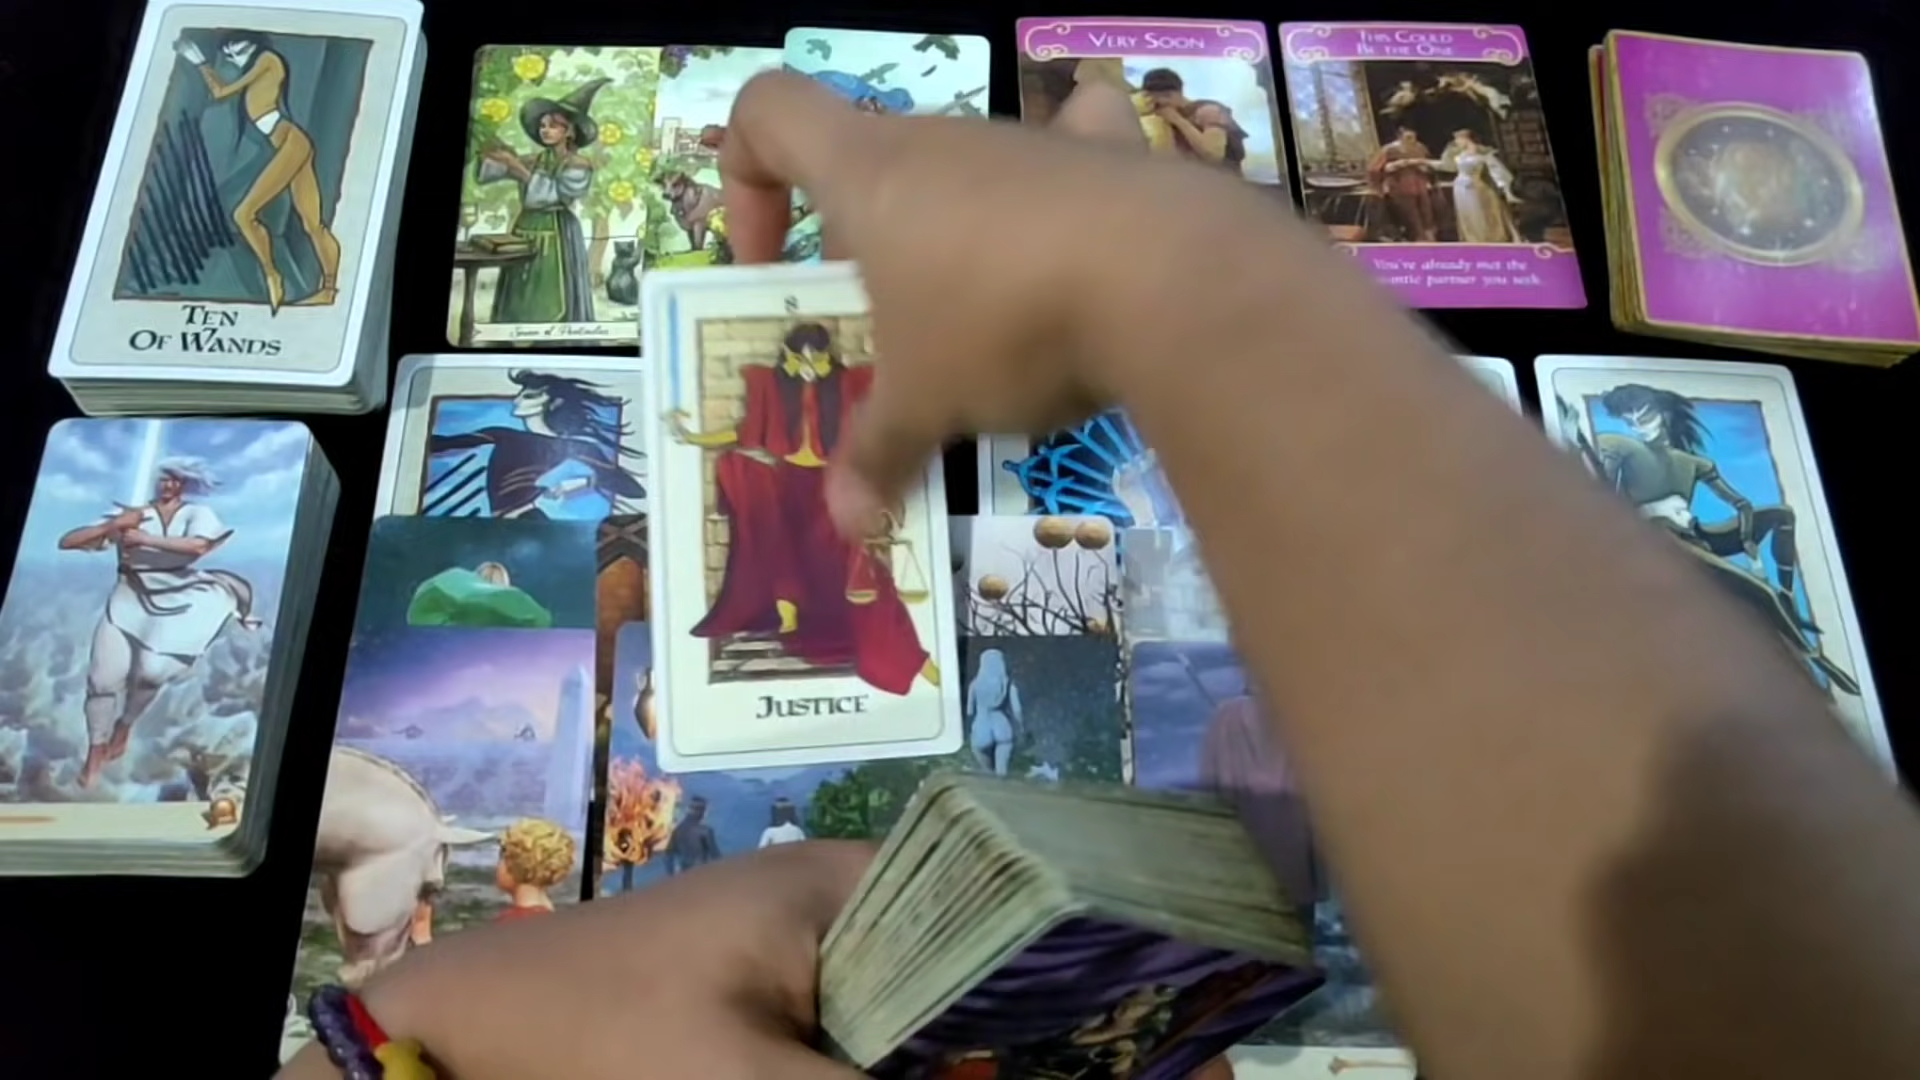 TEN
OF WANDS
VERY SOON
THIS COULD
BE THE ONE
You've already met the
partner you seek.
8
JUSTICE